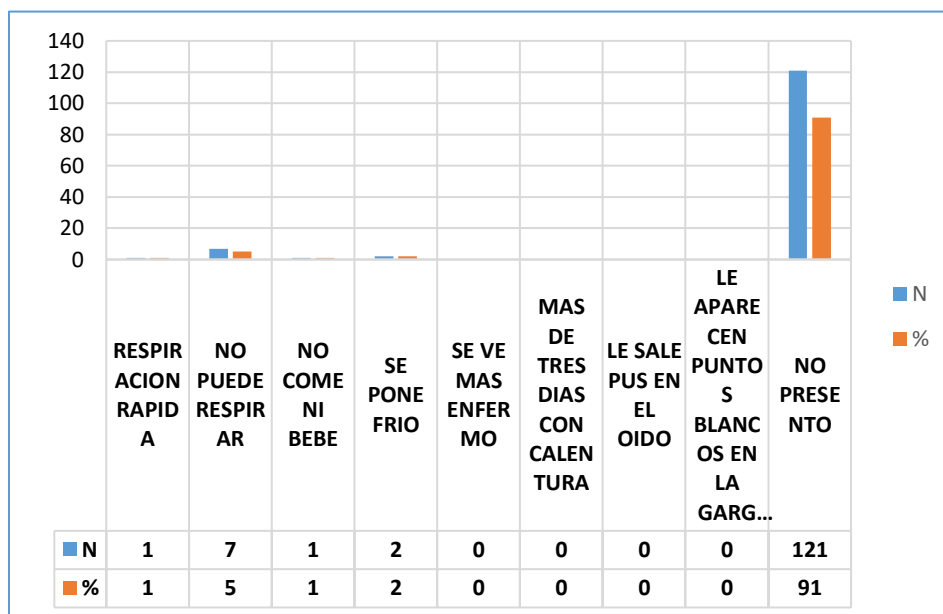 140
120
100
80
60
40
20
0
RESPIR
ACION
RAPID
A
NO
PUEDE
RESPIR
AR
NO
COME
NI
BEBE
SE
PONE
FRIO
SE VE
MAS
ENFER
MO
MAS
DE
TRES
DIAS
CON
CALEN
TURA
LE SALE
PUS EN
EL
OIDO
LE
APARE
CEN
PUNTO
S
BLANC
OS EN
LA
GARG...
NO
PRESE
NTO
N 1 7 1 2 0 0 0 0 121
% 1 5 1 2 0 0 0 0 91
N
%